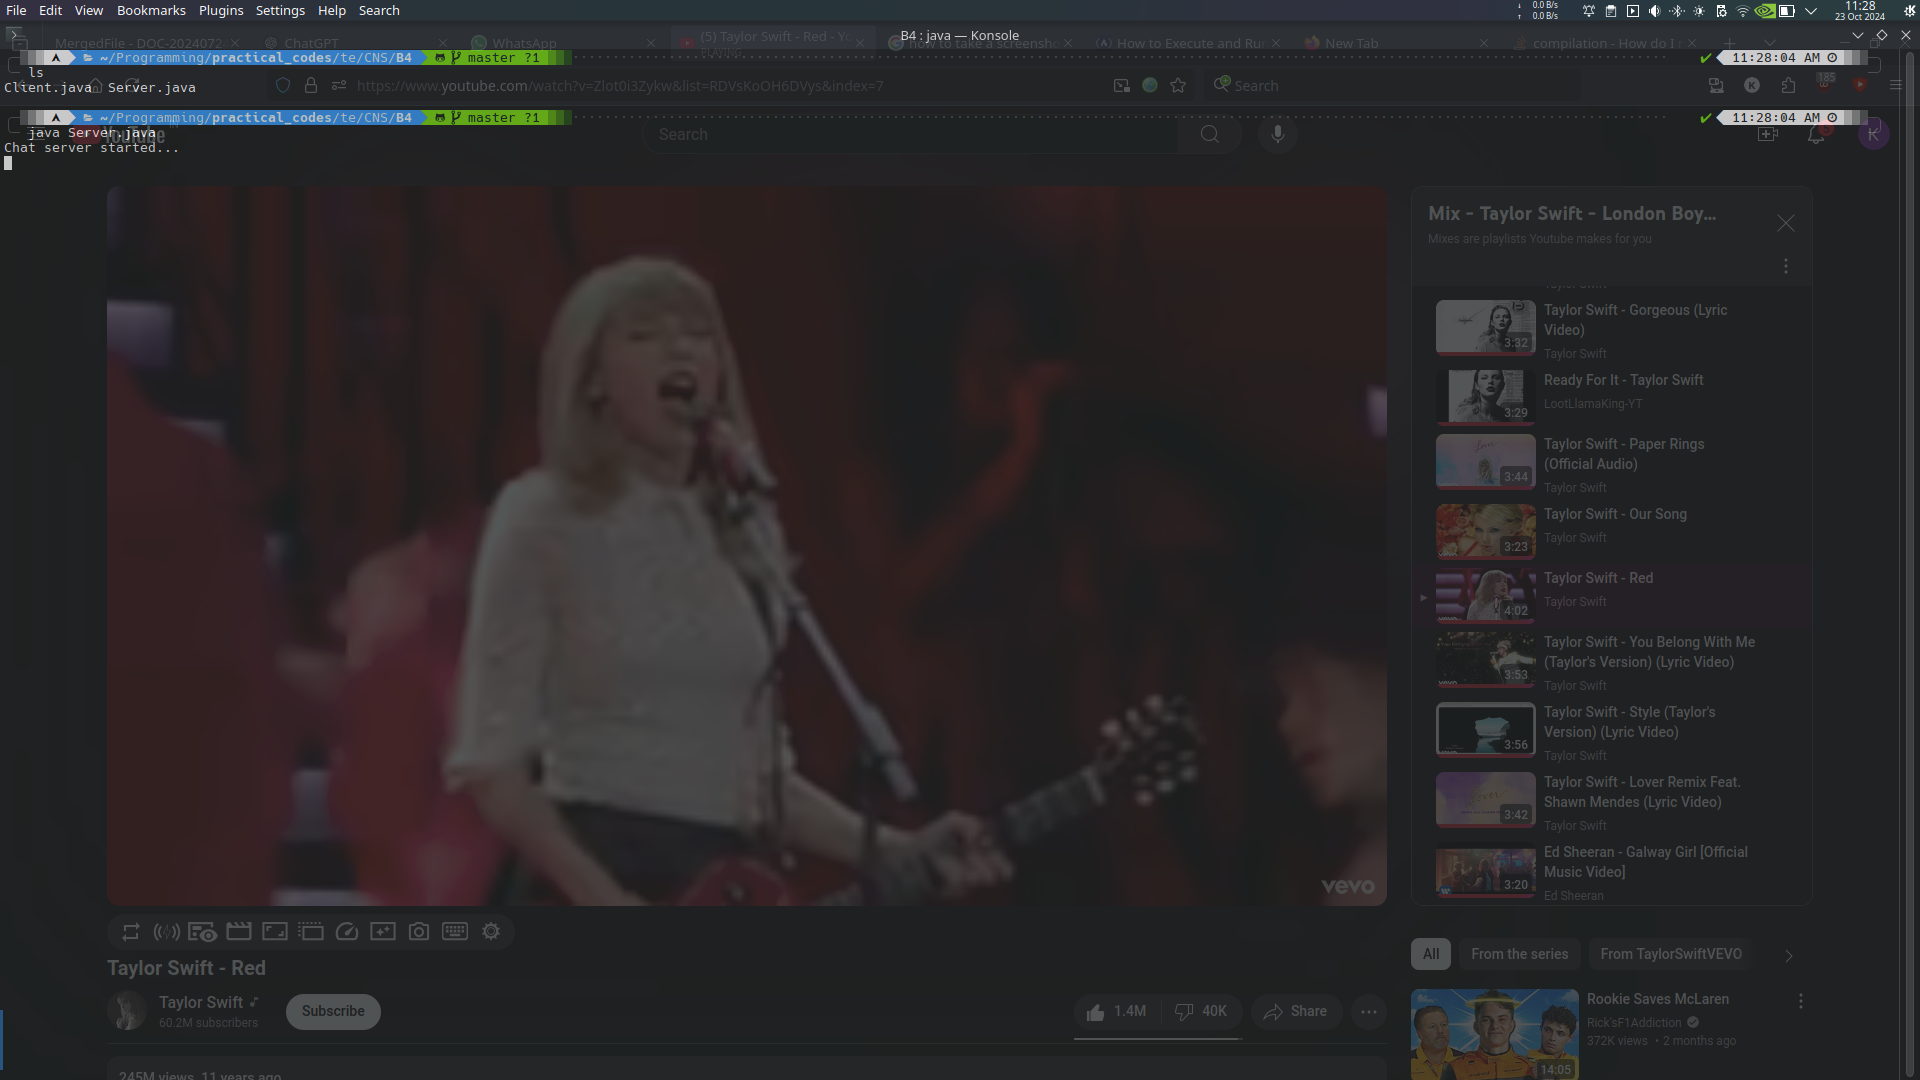 File Edit View Bookmarks Plugins Settings Help Search
0.0 B/s
0.0 B/s
11:28
23 Oct 2024
B4 : java — Konsole
MergedFile - DOC-2024072
ChatGPT
WhatsApp
(5) Taylor Swift - Red - Yo
PLAYING
how to take a screensho
How to Execute and Run
New Tab
compilation - How do I
~/Programming/practical_codes/te/CNS/B4 master ?1
11:28:04 AM
ls
Client.java Server.java
https://www.youtube.com/watch?v=Zlot0i3Zykw&list=RDVsKoOH6DVys&index=7
Search
185
~/Programming/practical_codes/te/CNS/B4 master ?1
11:28:04 AM
java Server.java
YouTube
IN
Search
K
Chat server started...
Mix - Taylor Swift - London Boy...
Mixes are playlists Youtube makes for you
Taylor Swift - Gorgeous (Lyric
Video)
Taylor Swift
3:32
Ready For It - Taylor Swift
LootLlamaKing-YT
3:29
Taylor Swift - Paper Rings
(Official Audio)
Taylor Swift
3:44
Taylor Swift - Our Song
Taylor Swift
3:23
Taylor Swift - Red
Taylor Swift
4:02
Taylor Swift - You Belong With Me
(Taylor's Version) (Lyric Video)
Taylor Swift
3:53
Taylor Swift - Style (Taylor's
Version) (Lyric Video)
Taylor Swift
3:56
Taylor Swift - Lover Remix Feat.
Shawn Mendes (Lyric Video)
Taylor Swift
3:42
Ed Sheeran - Galway Girl [Official
Music Video]
Ed Sheeran
3:20
vevo
Taylor Swift - Red
Taylor Swift
60.2M subscribers
Subscribe
1.4M
40K
Share
All
From the series
From TaylorSwiftVEVO
Rookie Saves McLaren
Rick'sF1Addiction
372K views • 2 months ago
14:05
245M views 11 years ago